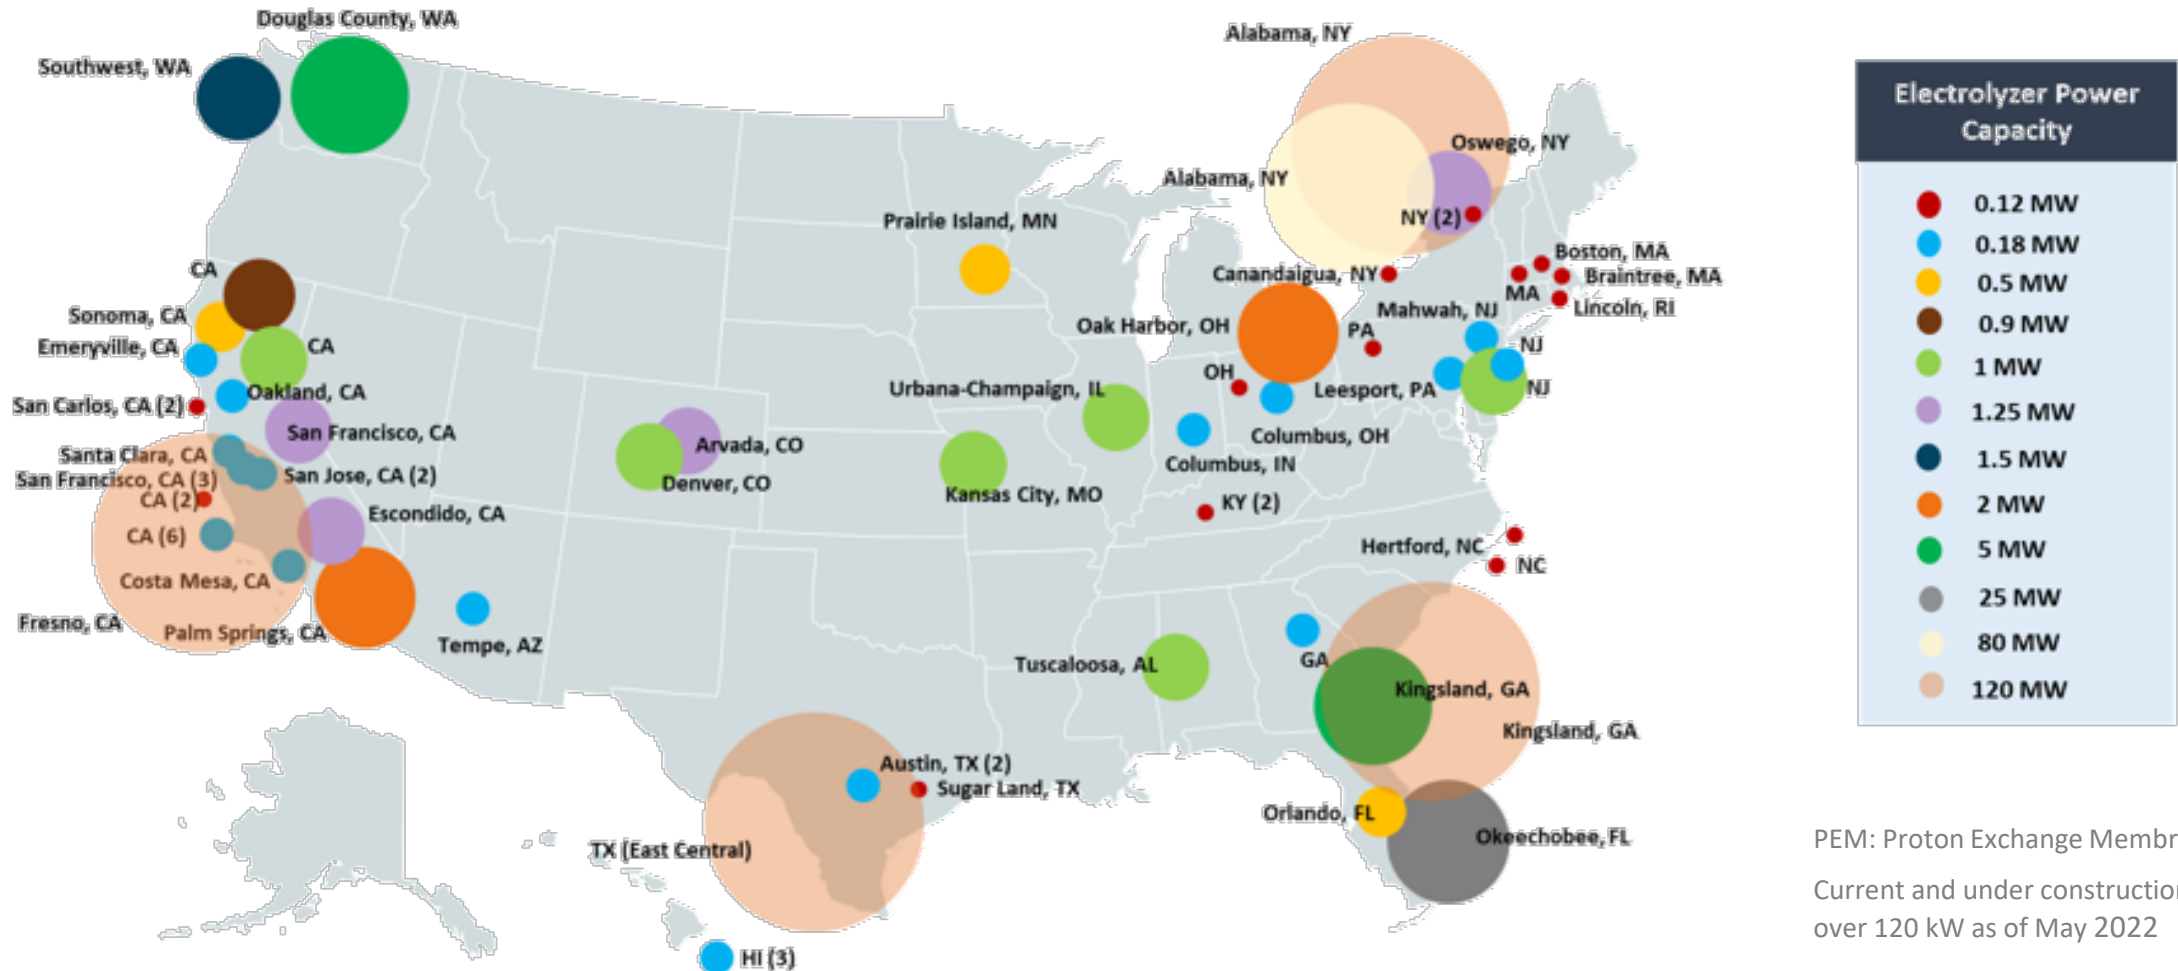 Douglas County, WA
Southwest, WA
Alabama, NY
Oswego, NY
Alabama, NY
NY (2)
Prairie Island, MN
Canandaigua, NY
Boston, MA
Braintree, MA
MA
Lincoln, RI
Mahwah, NJ
CA
Sonoma, CA
Emeryville, CA
CA
Oak Harbor, OH
PA
NJ
OH
Leesport, PA
NJ
Urbana-Champaign, IL
Oakland, CA
San Carlos, CA (2)
San Francisco, CA
Columbus, OH
Arvada, CO
Santa Clara, CA
San Francisco, CA (3)
San Jose, CA (2)
Denver, CO
Columbus, IN
Kansas City, MO
CA (2)
KY (2)
Escondido, CA
CA (6)
Hertford, NC
NC
Costa Mesa, CA
Fresno, CA
Palm Springs, CA
Tempe, AZ
Tuscaloosa, AL
GA
Kingsland, GA
Kingsland, GA
Austin, TX (2)
Sugar Land, TX
Orlando, FL
Okeechobee, FL
TX (East Central)
HI (3)
Electrolyzer Power
Capacity
0.12 MW
0.18 MW
0.5 MW
0.9 MW
1 MW
1.25 MW
1.5 MW
2 MW
5 MW
25 MW
80 MW
120 MW
PEM: Proton Exchange Membr
Current and under construction
over 120 kW as of May 2022